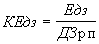 КЕдз = Едз / ДЗр п